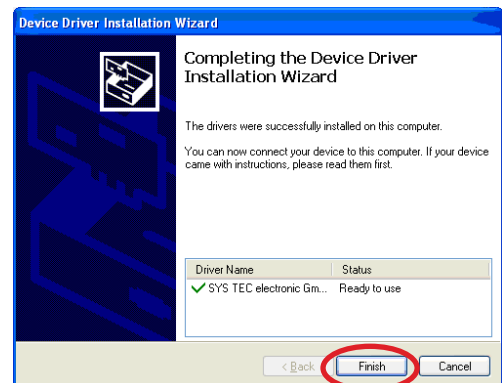 Device Driver Installation Wizard
Completing the Device Driver
Installation Wizard
The drivers were successfully installed on this computer.
You can now connect your device to this computer. If your device
came with instructions, please read them first.
Driver Name Status
SYS TEC electronic Gm... Ready to use
< Back Finish Cancel